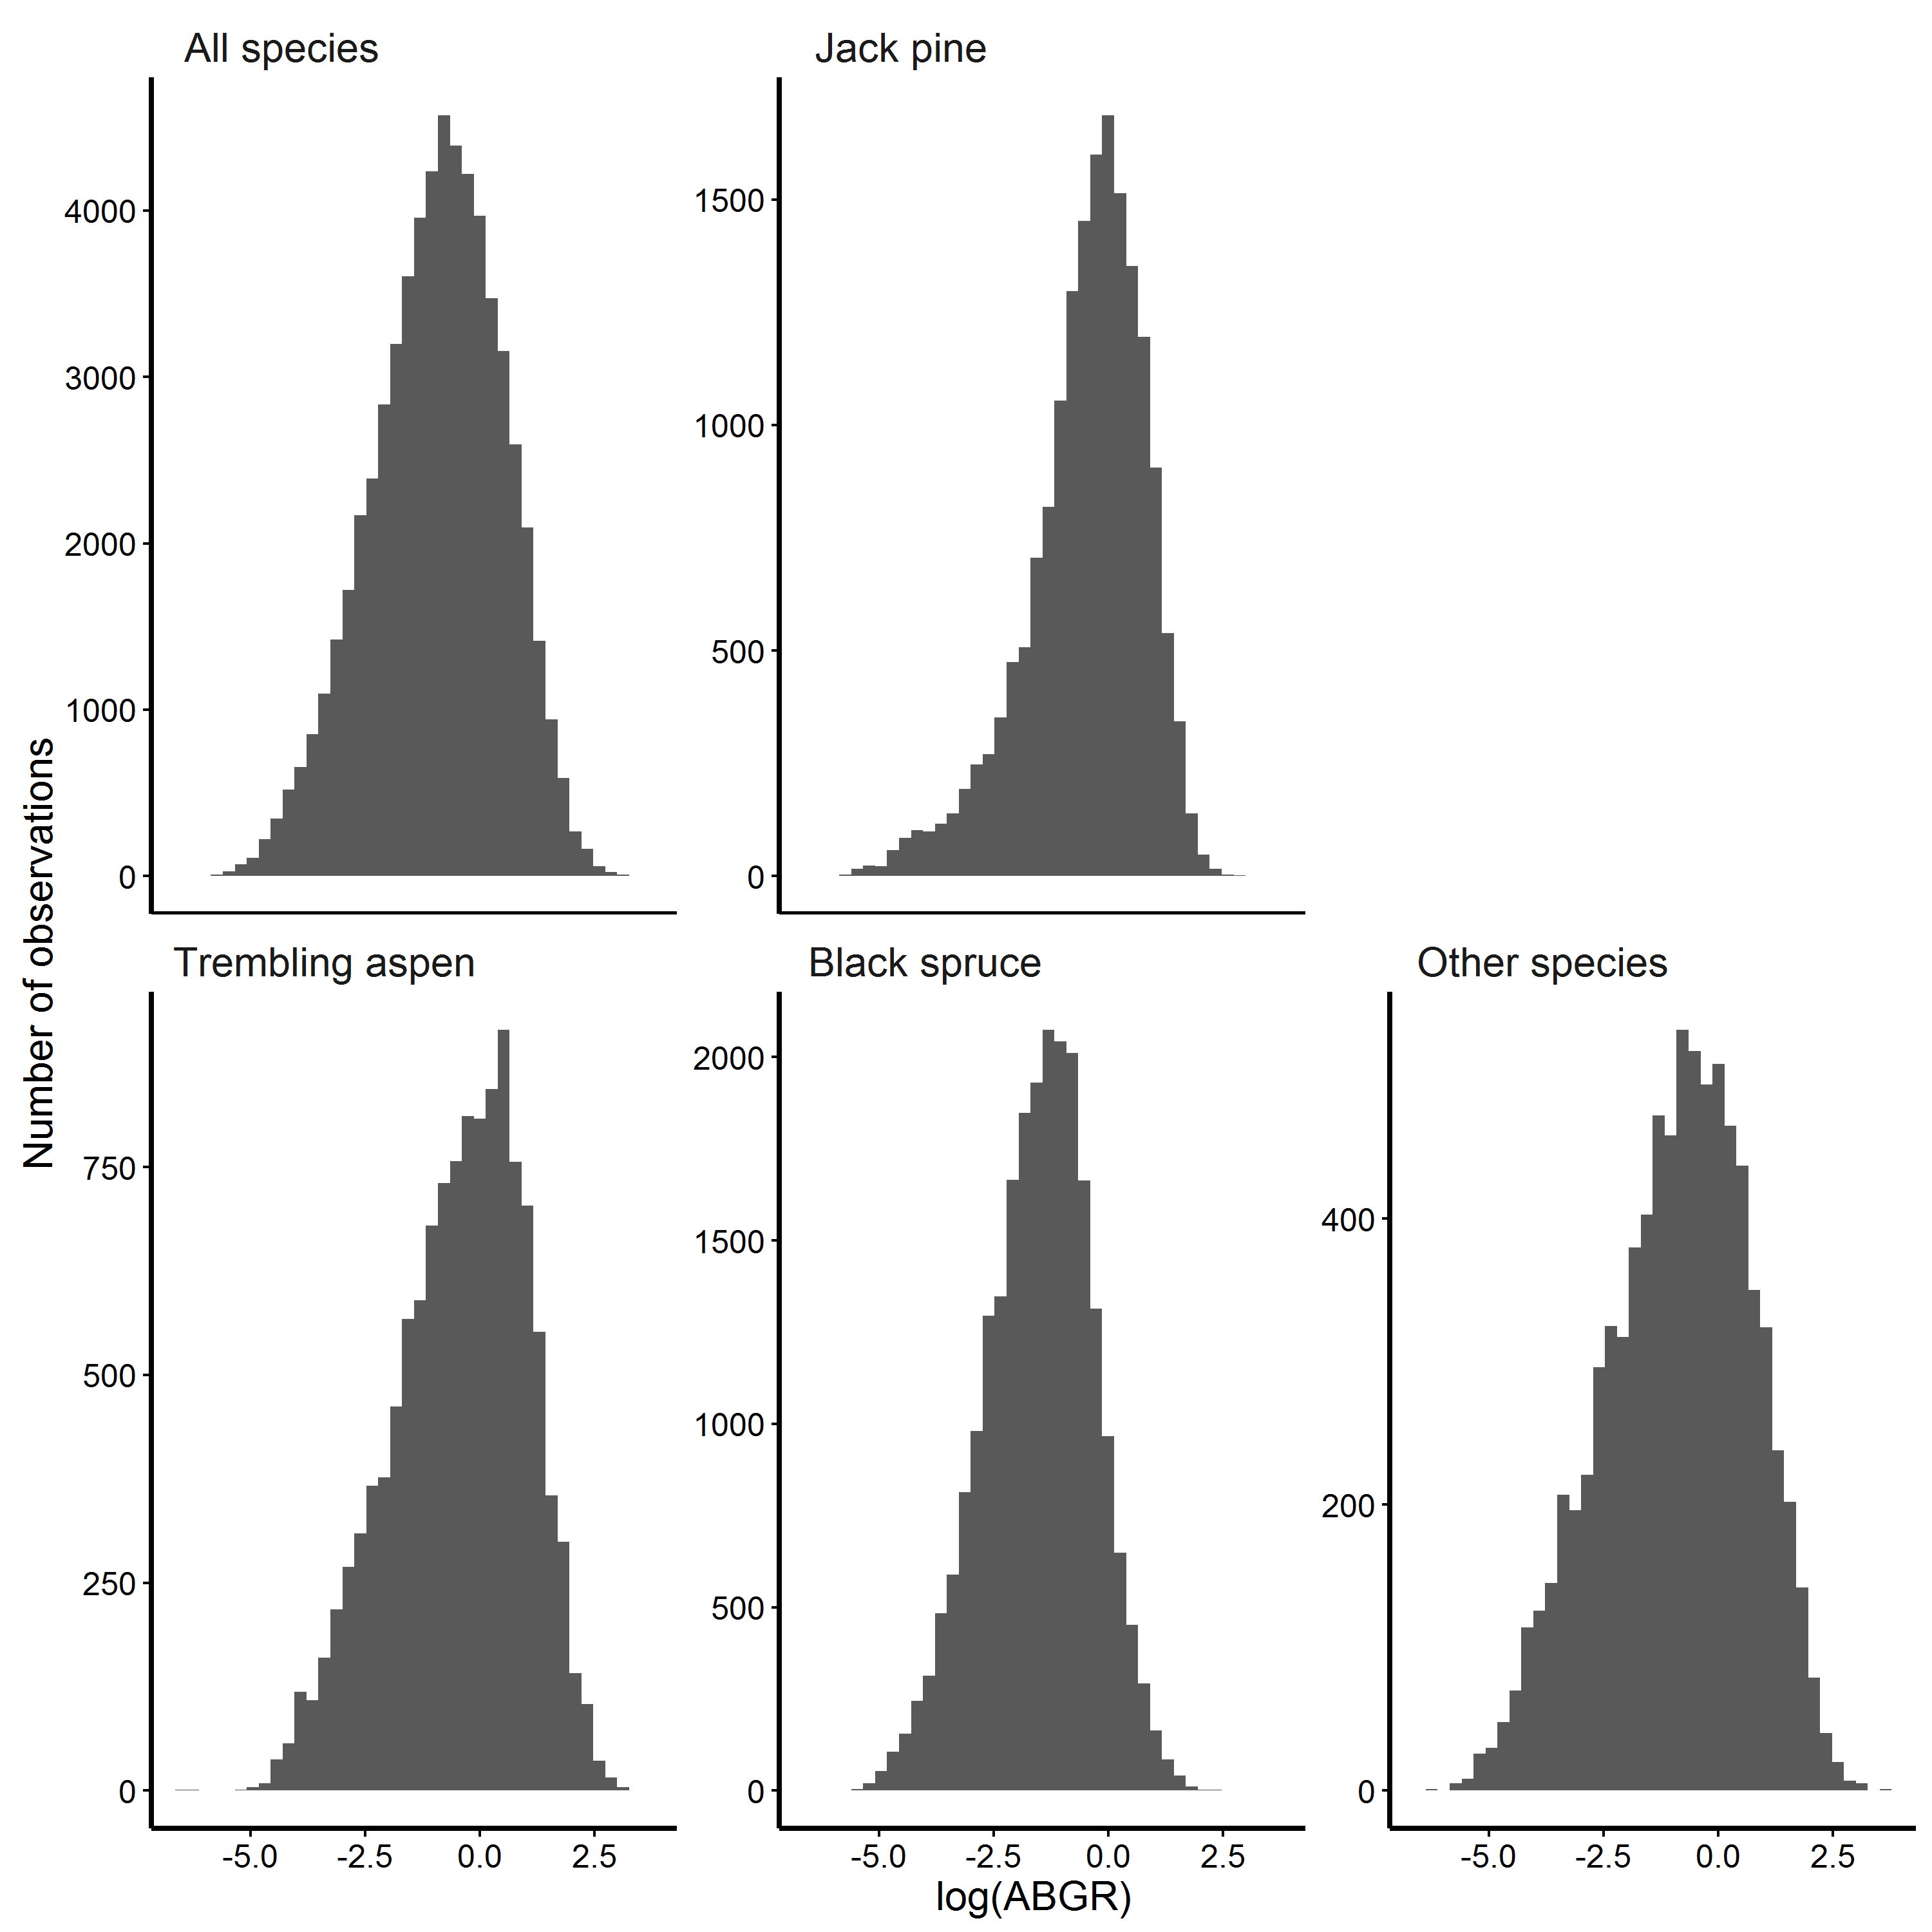 All species
Jack pine
4000
3000
2000
1000
0
1500
1000
500
0
Number of observations
Trembling aspen
Black spruce
Other species
750
500
250
0
2000
1500
1000
500
0
400
200
0
-5.0 -2.5 0.0 2.5
-5.0 -2.5 0.0 2.5
-5.0 -2.5 0.0 2.5
log(ABGR)